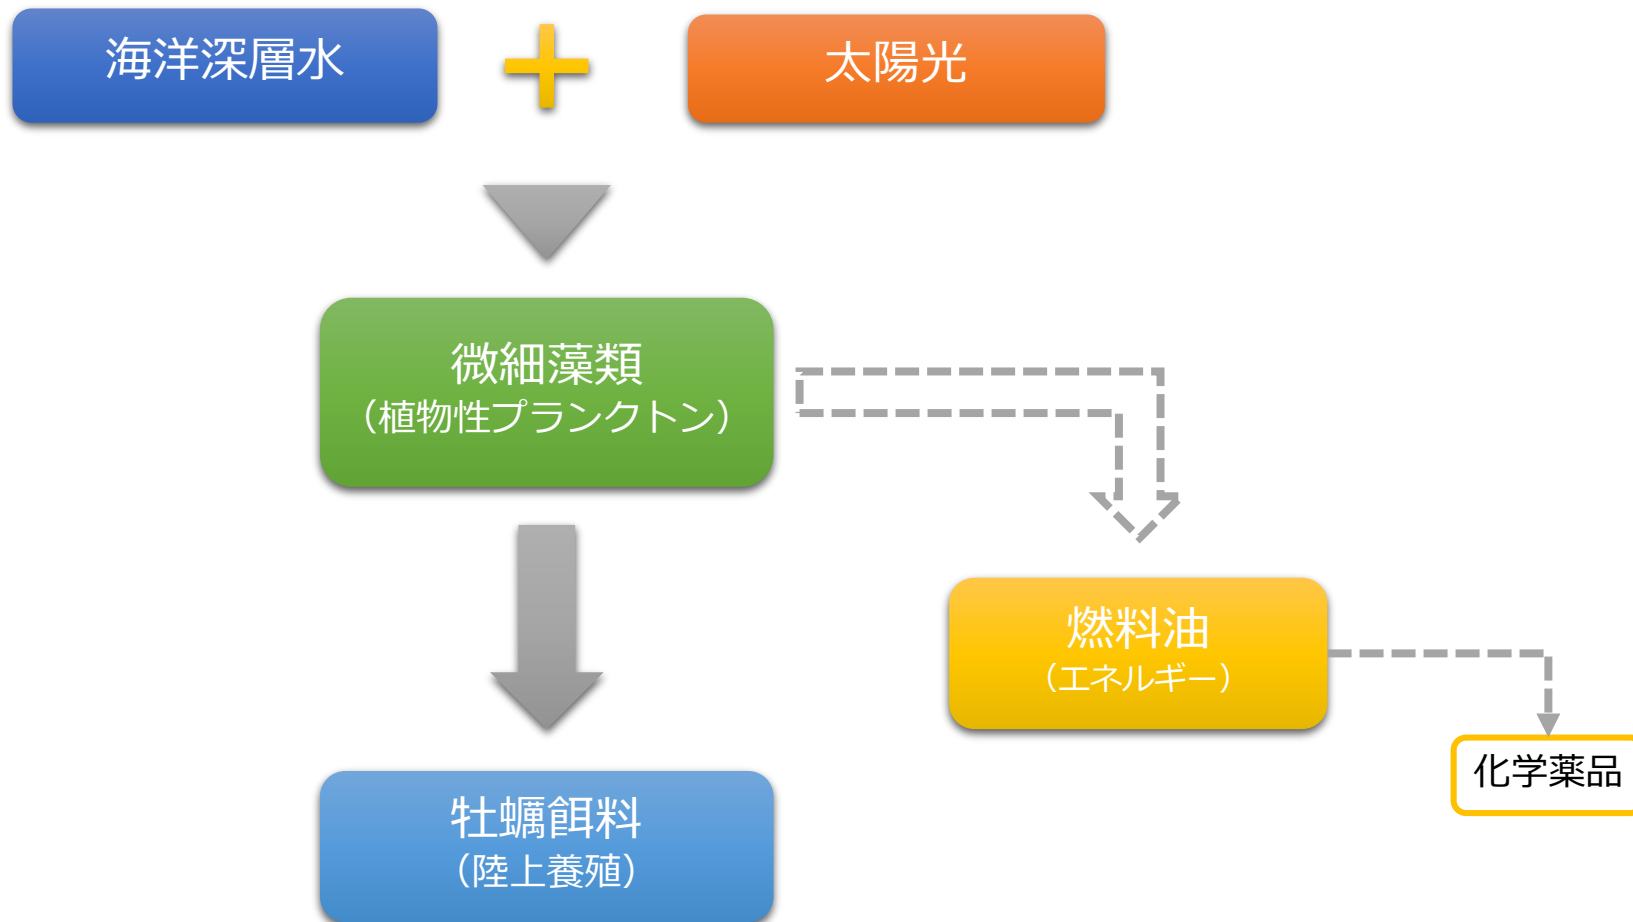 海洋深層水
太陽光
微細藻類
（植物性プランクトン）
燃料油
（エネルギー）
化学薬品
牡蠣餌料
（陸上養殖）